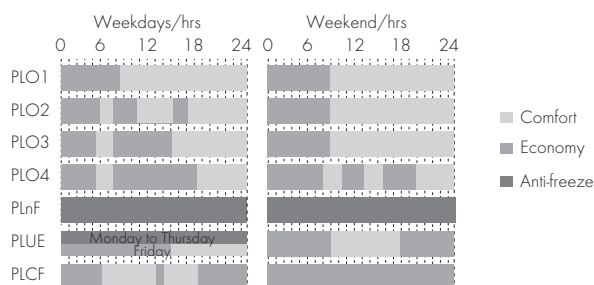 Weekdays/hrs Weekend/hrs
0 6 12 18 24 0 6 12 18 24
PLO1
PLO2
PLO3
PLO4
PLnF
PLUE Monday to Thursday
Friday
PLCF
Comfort
Economy
Anti-freeze